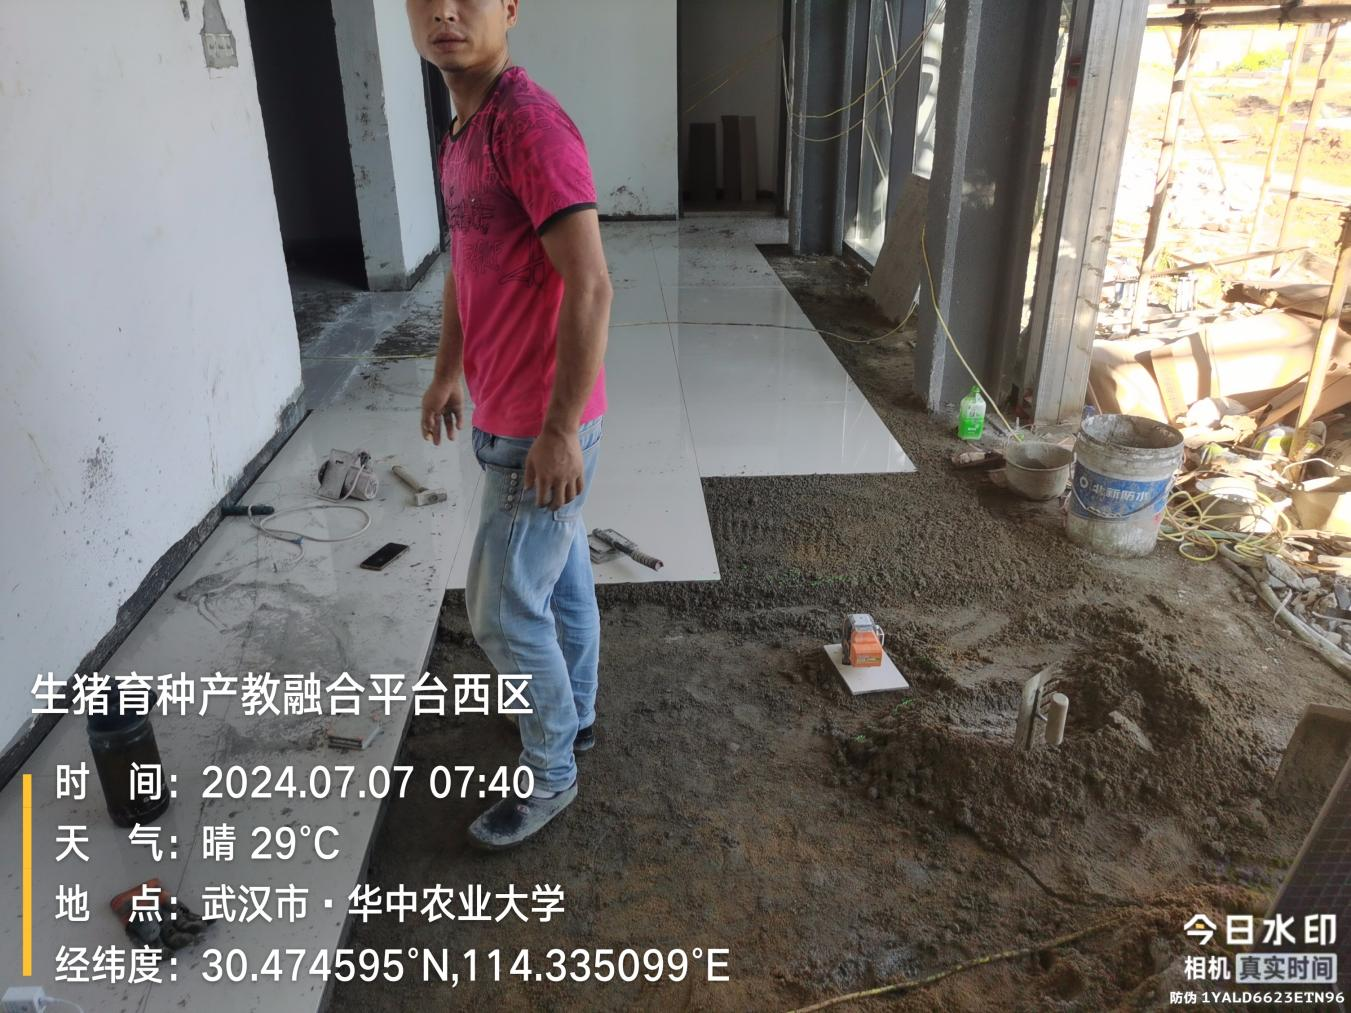 北新防水
生猪育种产教融合平台西区
时 间：2024.07.07 07:40
天 气：晴 29°C
地 点：武汉市·华中农业大学
经纬度：30.474595°N,114.335099°E
今日水印
相机 真实时间
防伪 1YALD6623ETN96